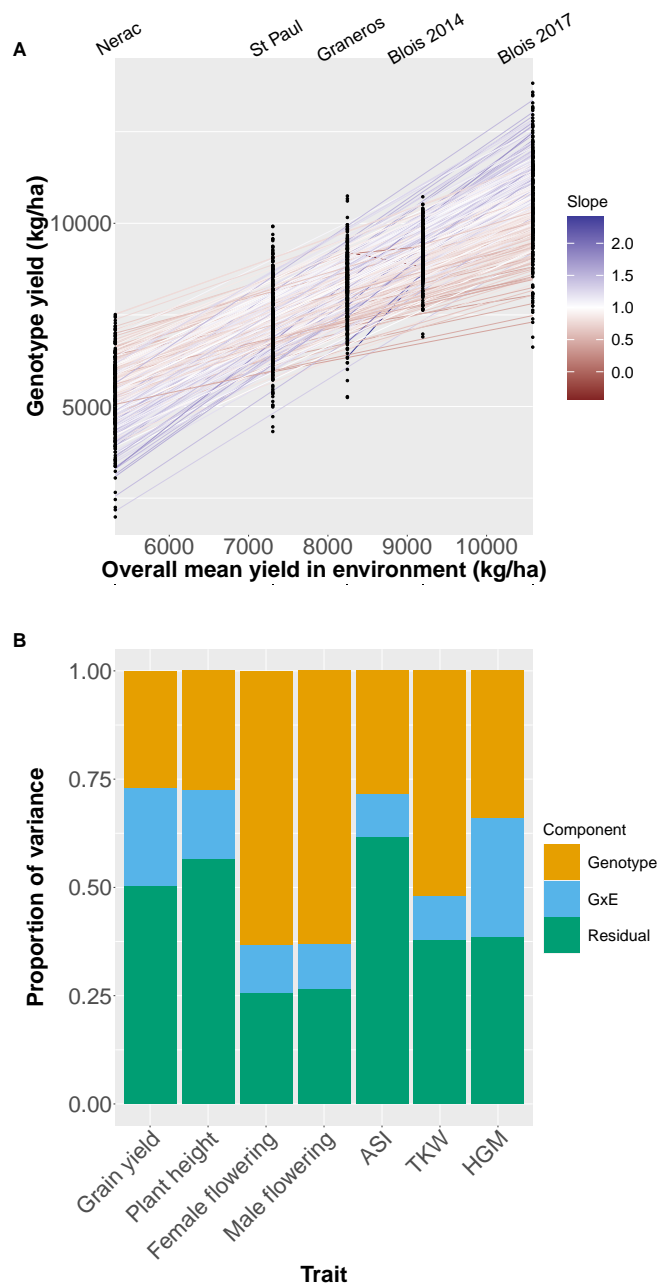 Nerac
St Paul
Graneros
Blois 2014
Blois 2017
A
Genotype yield (kg/ha)
10000
5000
6000 7000 8000 9000 10000
Overall mean yield in environment (kg/ha)
Slope
2.0
1.5
1.0
0.5
0.0
B
Proportion of variance
1.00
0.75
0.50
0.25
0.00
Grain yield
Plant height
Female flowering
Male flowering
ASI
TKW
HGM
Trait
Component
Genotype
GxE
Residual